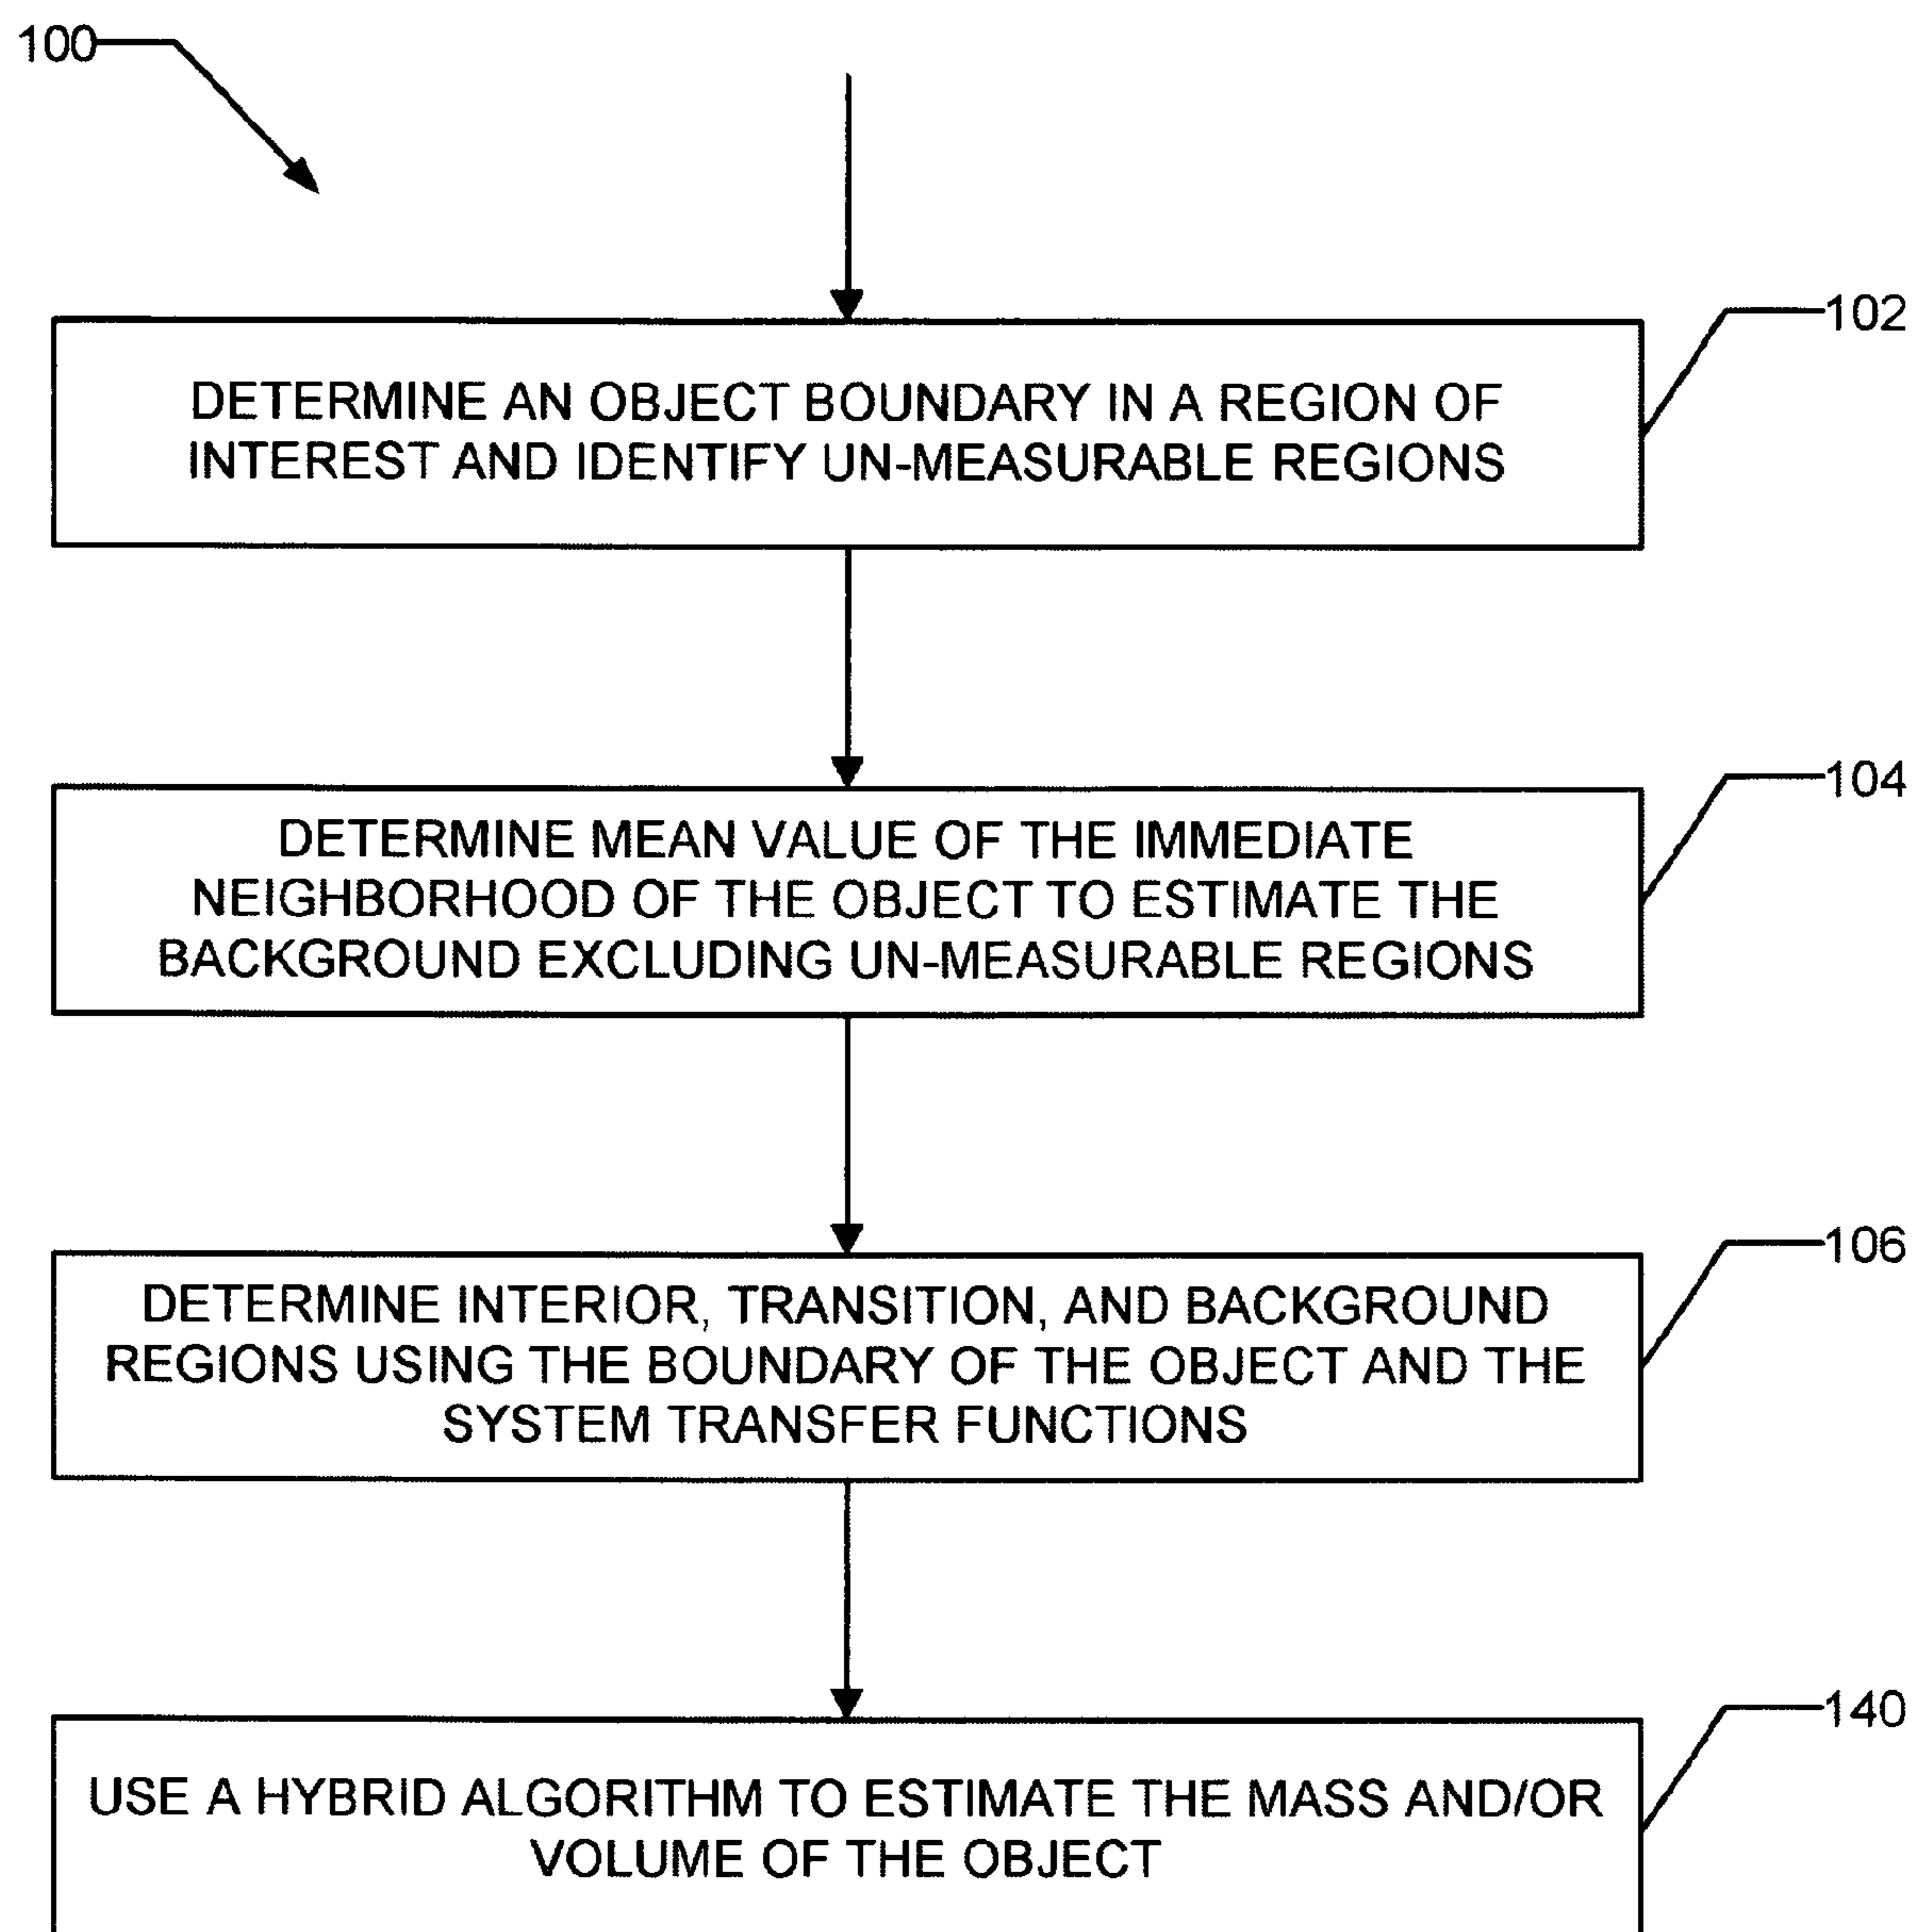 100
102
DETERMINE AN OBJECT BOUNDARY IN A REGION OF
INTEREST AND IDENTIFY UN-MEASURABLE REGIONS
104
DETERMINE MEAN VALUE OF THE IMMEDIATE
NEIGHBORHOOD OF THE OBJECT TO ESTIMATE THE
BACKGROUND EXCLUDING UN-MEASURABLE REGIONS
106
DETERMINE INTERIOR, TRANSITION, AND BACKGROUND
REGIONS USING THE BOUNDARY OF THE OBJECT AND THE
SYSTEM TRANSFER FUNCTIONS
140
USE A HYBRID ALGORITHM TO ESTIMATE THE MASS AND/OR
VOLUME OF THE OBJECT